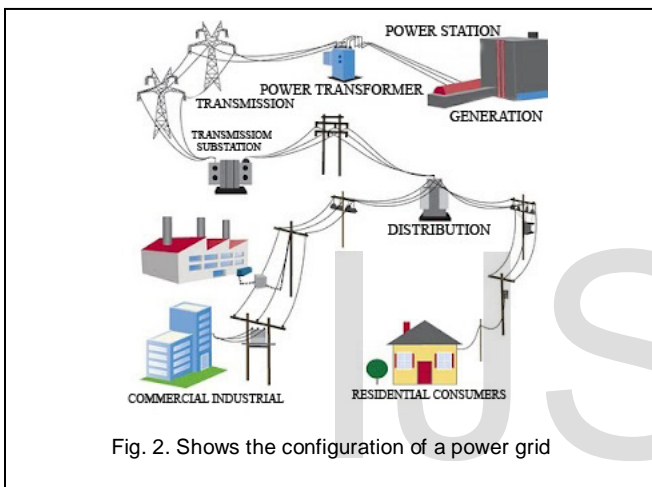 POWER STATION
POWER TRANSFORMER
TRANSMISSION
GENERATION
TRANSMISSIOM
SUBSTATION
DISTRIBUTION
COMMERCIAL INDUSTRIAL
RESIDENTIAL CONSUMERS
IJS
Fig. 2. Shows the configuration of a power grid